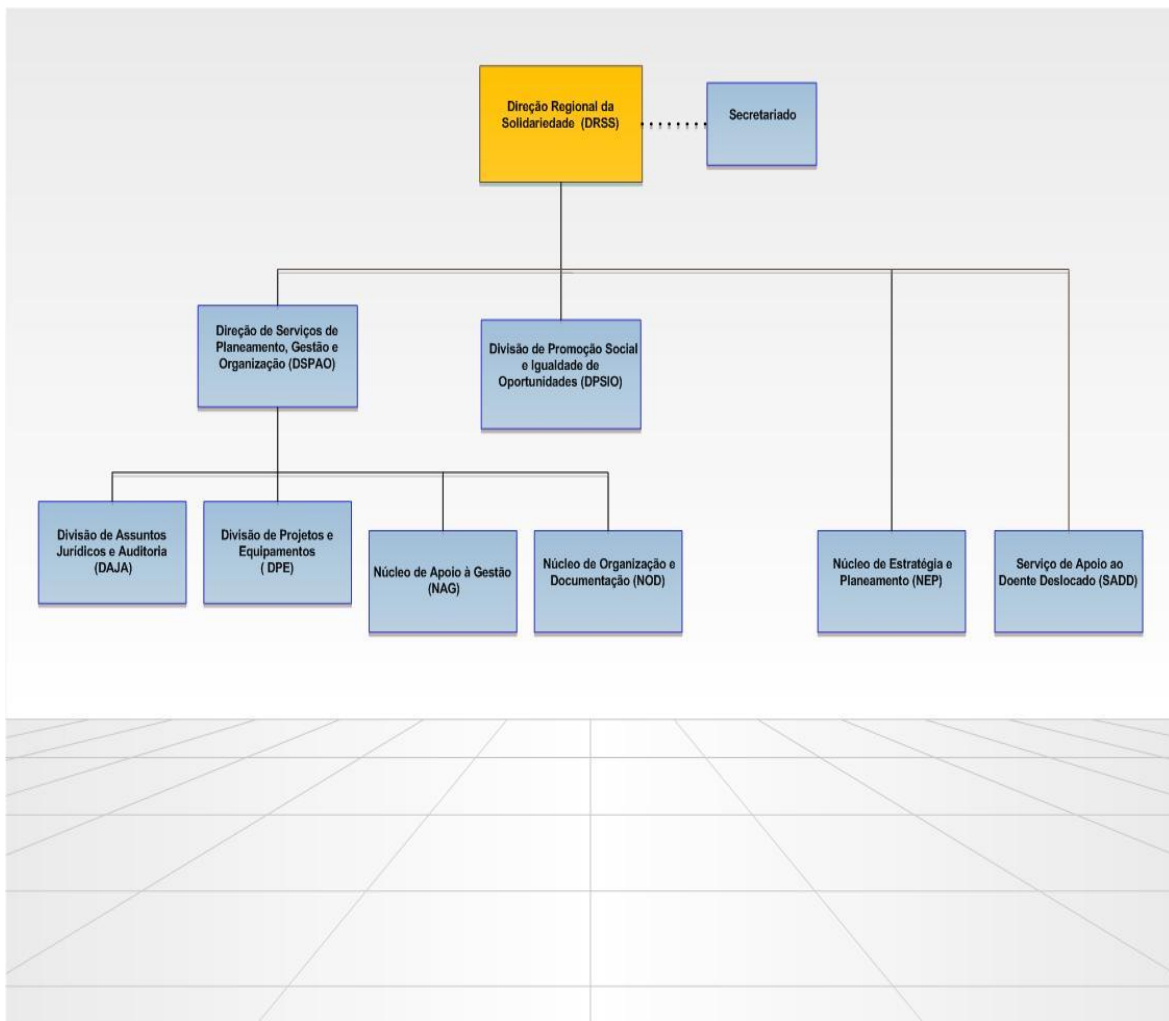 Direção Regional da
Solidariedade (DRSS)
Secretariado
Direção de Serviços de
Planeamento, Gestão e
Organização (DSPAO)
Divisão de Promoção Social
e Igualdade de
Oportunidades (DPSIO)
Divisão de Assuntos
Jurídicos e Auditoria
(DAJA)
Divisão de Projetos e
Equipamentos
( DPE)
Núcleo de Apoio à Gestão
(NAG)
Núcleo de Organização e
Documentação (NOD)
Núcleo de Estratégia e
Planeamento (NEP)
Serviço de Apoio ao
Doente Deslocado (SADD)